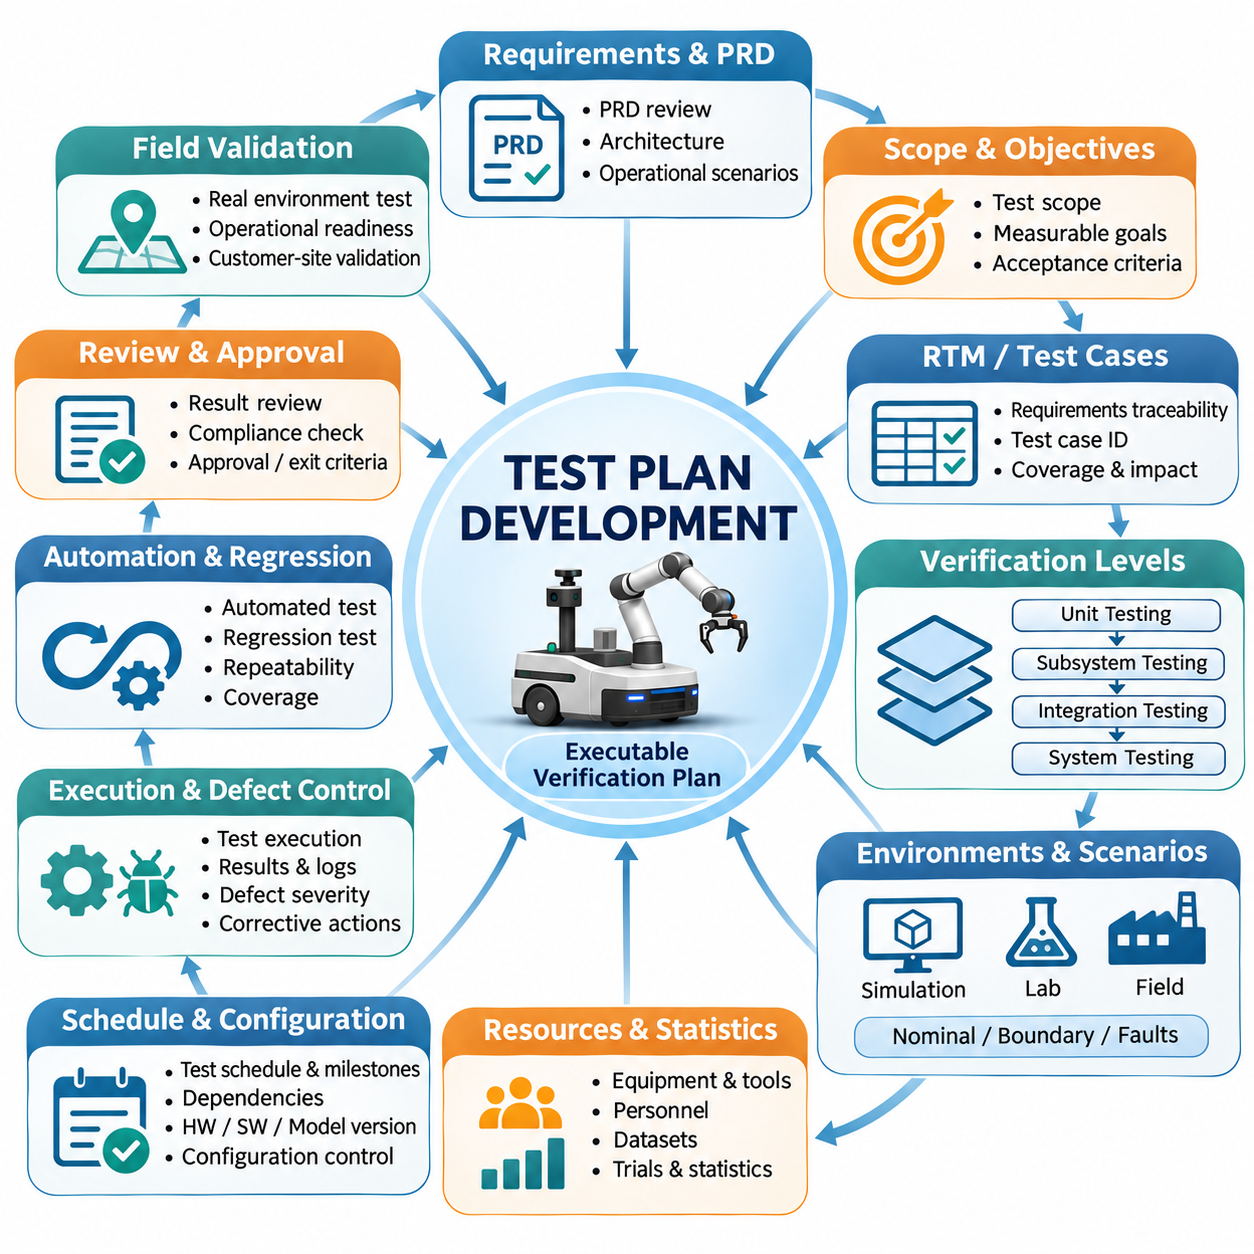 Requirements & PRD
PRD
• PRD review
• Architecture
• Operational scenarios
Scope & Objectives
• Test scope
• Measurable goals
• Acceptance criteria
RTM / Test Cases
• Requirements traceability
• Test case ID
• Coverage & impact
Verification Levels
Unit Testing
Subsystem Testing
Integration Testing
System Testing
Environments & Scenarios
Simulation
Lab
Field
Nominal / Boundary / Faults
Resources & Statistics
• Equipment & tools
• Personnel
• Datasets
• Trials & statistics
Schedule & Configuration
• Test schedule & milestones
• Dependencies
• HW / SW / Model version
• Configuration control
Execution & Defect Control
• Test execution
• Results & logs
• Defect severity
• Corrective actions
Automation & Regression
• Automated test
• Regression test
• Repeatability
• Coverage
Review & Approval
• Result review
• Compliance check
• Approval / exit criteria
Field Validation
• Real environment test
• Operational readiness
• Customer-site validation
TEST PLAN
DEVELOPMENT
Executable
Verification Plan